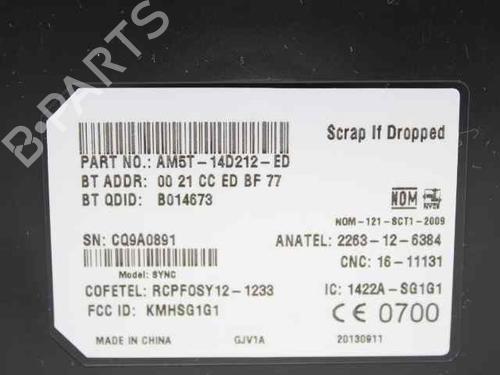 B-PARTS
Scrap If Dropped
PART NO.: AM5T-14D212-ED
BT ADDR: 00 21 CC ED BF 77
BT QDID: B014673
NOM
NYCE
NOM-121-SCT1-2009
SN: CQ9A0891
ANATEL: 2263-12-6384
Model: SYNC
CNC: 16-11131
COFETEL: RCPFOSY12-1233
IC: 1422A-SG1G1
FCC ID: KMHSG1G1
CE 0700
MADE IN CHINA GJV1A 20130911